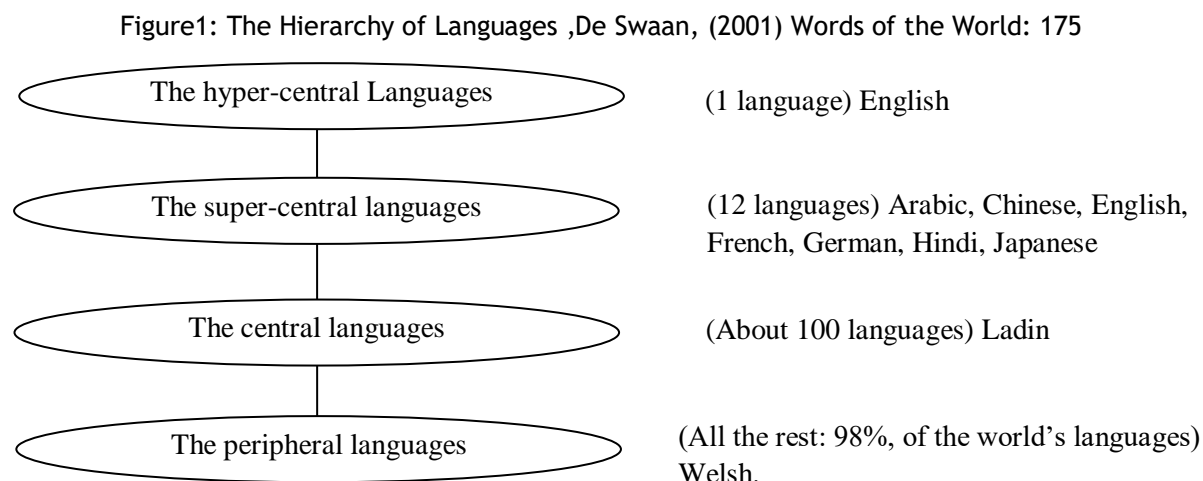 Figure1: The Hierarchy of Languages ,De Swaan, (2001) Words of the World: 175
The hyper-central Languages
(1 language) English
The super-central languages
(12 languages) Arabic, Chinese, English,
French, German, Hindi, Japanese
The central languages
(About 100 languages) Ladin
The peripheral languages
(All the rest: 98%, of the world's languages)
Welsh.